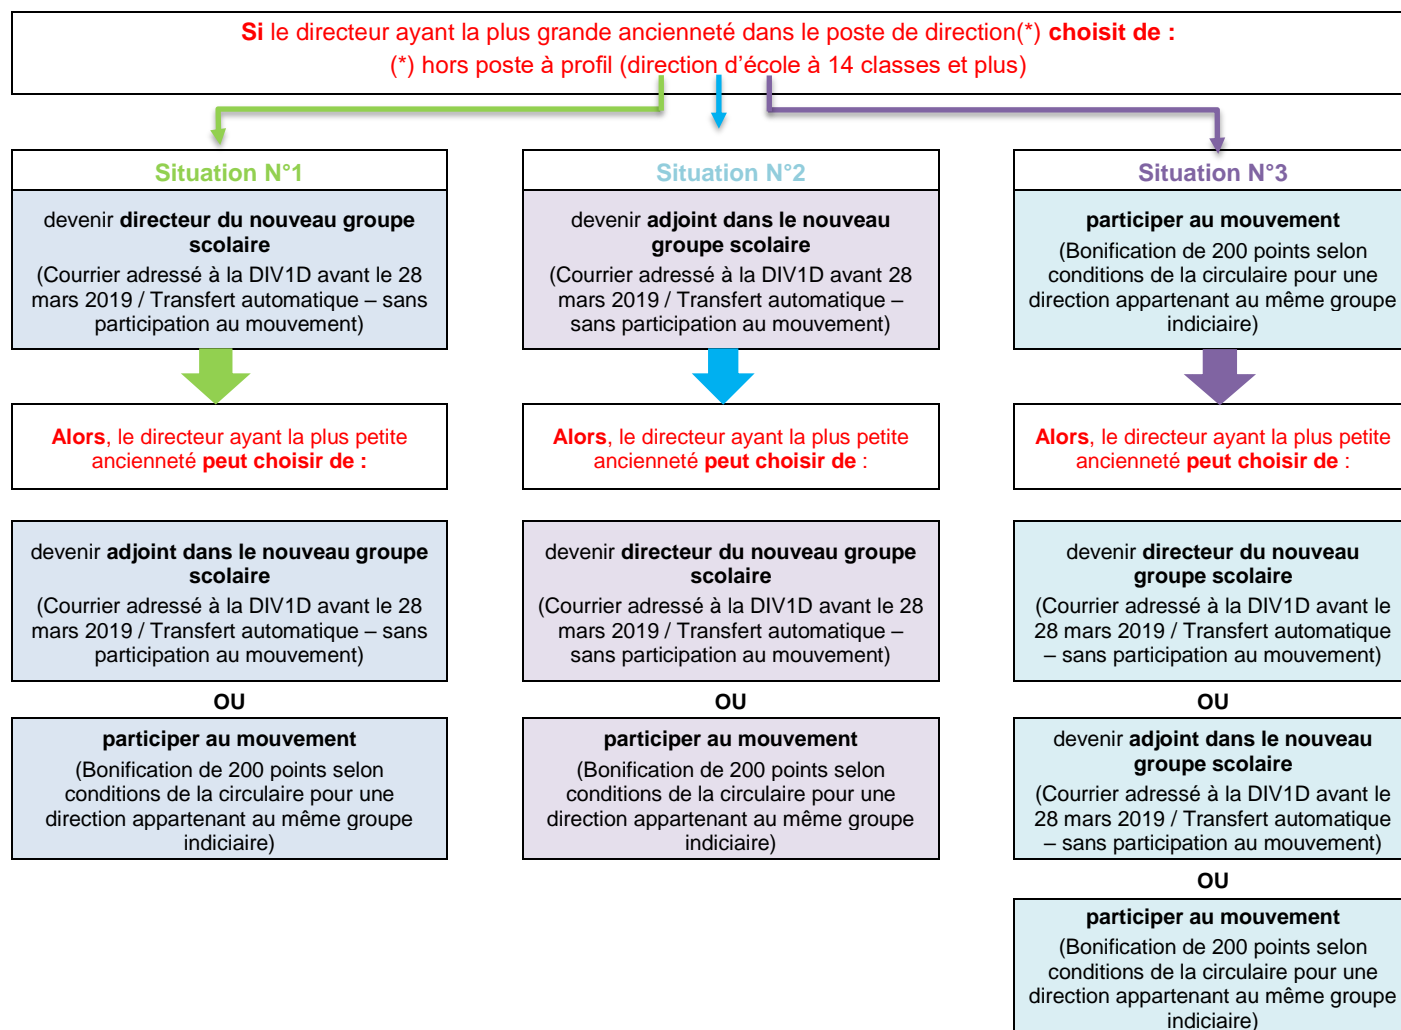 Si le directeur ayant la plus grande ancienneté dans le poste de direction(*) choisit de :
(*) hors poste à profil (direction d'école à 14 classes et plus)
Situation N°1
devenir directeur du nouveau groupe
scolaire
(Courrier adressé à la DIV1D avant le 28
mars 2019 / Transfert automatique – sans
participation au mouvement)
Alors, le directeur ayant la plus petite
ancienneté peut choisir de :
devenir adjoint dans le nouveau groupe
scolaire
(Courrier adressé à la DIV1D avant le 28
mars 2019 / Transfert automatique – sans
participation au mouvement)
OU
participer au mouvement
(Bonification de 200 points selon
conditions de la circulaire pour une
direction appartenant au même groupe
indiciaire)
Situation N°2
devenir adjoint dans le nouveau
groupe scolaire
(Courrier adressé à la DIV1D avant 28
mars 2019 / Transfert automatique –
sans participation au mouvement)
Alors, le directeur ayant la plus petite
ancienneté peut choisir de :
devenir directeur du nouveau groupe
scolaire
(Courrier adressé à la DIV1D avant le 28
mars 2019 / Transfert automatique –
sans participation au mouvement)
OU
participer au mouvement
(Bonification de 200 points selon
conditions de la circulaire pour une
direction appartenant au même groupe
indiciaire)
Situation N°3
participer au mouvement
(Bonification de 200 points selon
conditions de la circulaire pour une
direction appartenant au même groupe
indiciaire)
Alors, le directeur ayant la plus petite
ancienneté peut choisir de :
devenir directeur du nouveau
groupe scolaire
(Courrier adressé à la DIV1D avant le
28 mars 2019 / Transfert automatique
– sans participation au mouvement)
OU
devenir adjoint dans le nouveau
groupe scolaire
(Courrier adressé à la DIV1D avant le
28 mars 2019 / Transfert automatique
– sans participation au mouvement)
OU
participer au mouvement
(Bonification de 200 points selon
conditions de la circulaire pour une
direction appartenant au même groupe
indiciaire)